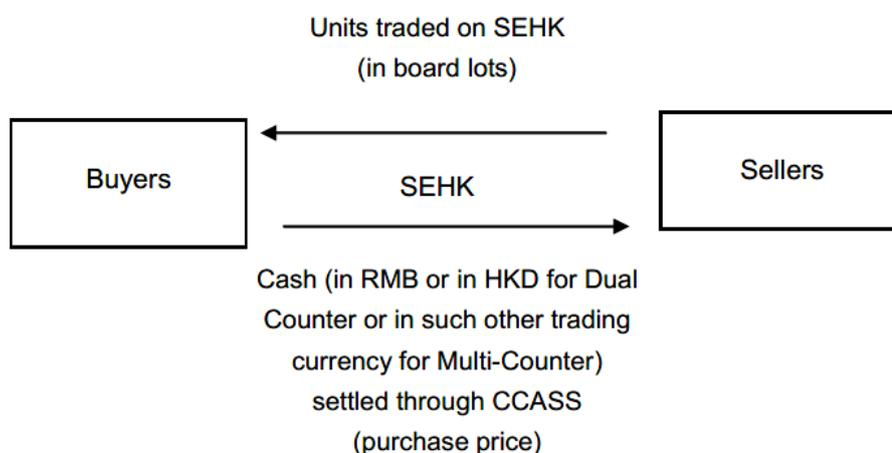 Units traded on SEHK
(in board lots)
Buyers
SEHK
Sellers
Cash (in RMB or in HKD for Dual
Counter or in such other trading
currency for Multi-Counter)
settled through CCASS
(purchase price)